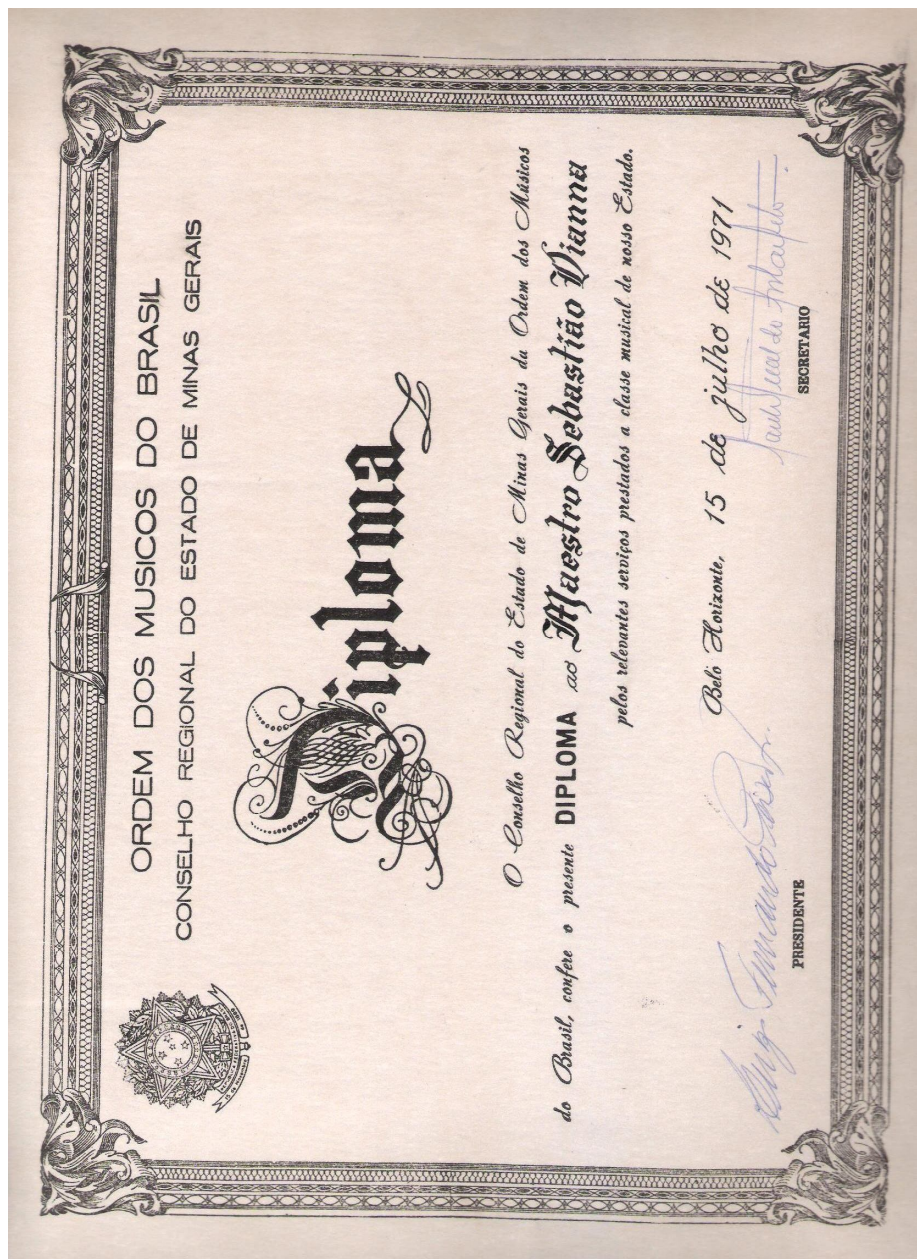 ORDEM DOS MUSICOS DO BRASIL
CONSELHO REGIONAL DO ESTADO DE MINAS GERAIS
Diploma
O Conselho Regional do Estado de Minas Gerais da Ordem dos Músicos
do Brasil, confere o presente DIPLOMA ao Maestro Sebastião Vianna
pelos relevantes serviços prestados a classe musical de nosso Estado.
Belo Horizonte, 15 de julho de 1971
PRESIDENTE
SECRETARIO